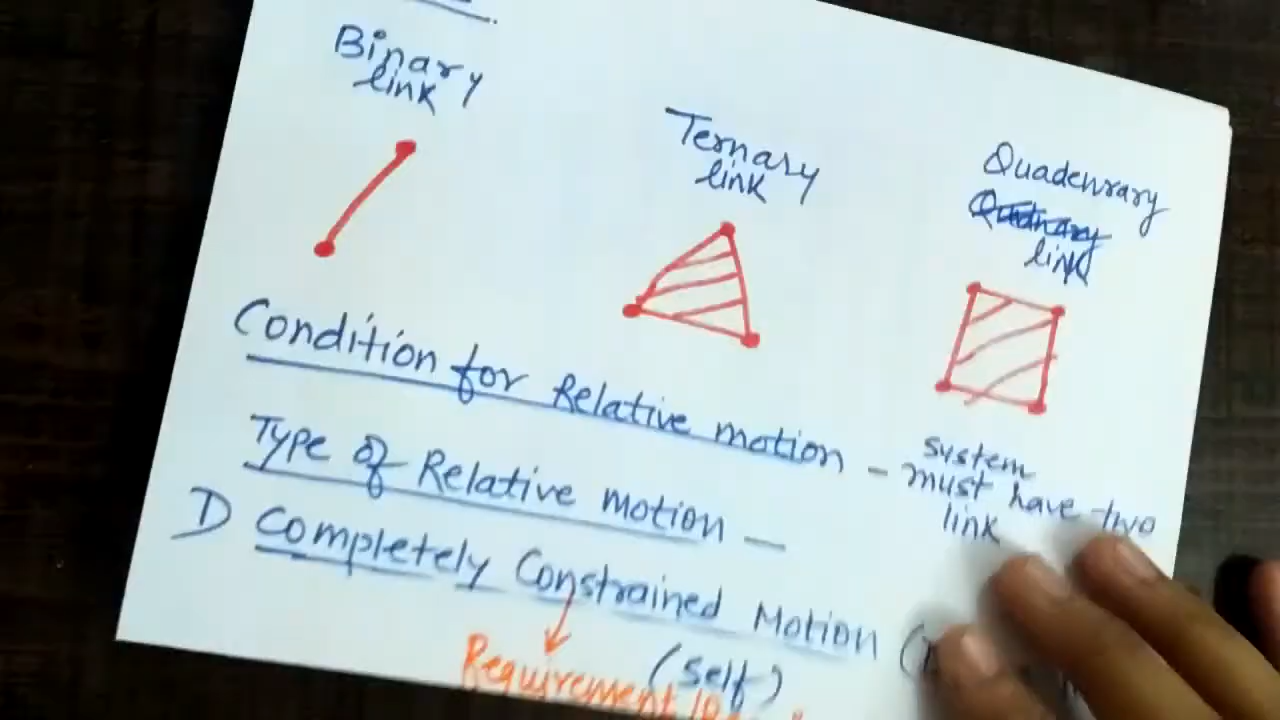 Binary
link
Ternary
link
Quadenrary
link
Condition for Relative motion - system
must have two
link
Type of Relative motion —
1) Completely Constrained Motion (
(self)
Requirement